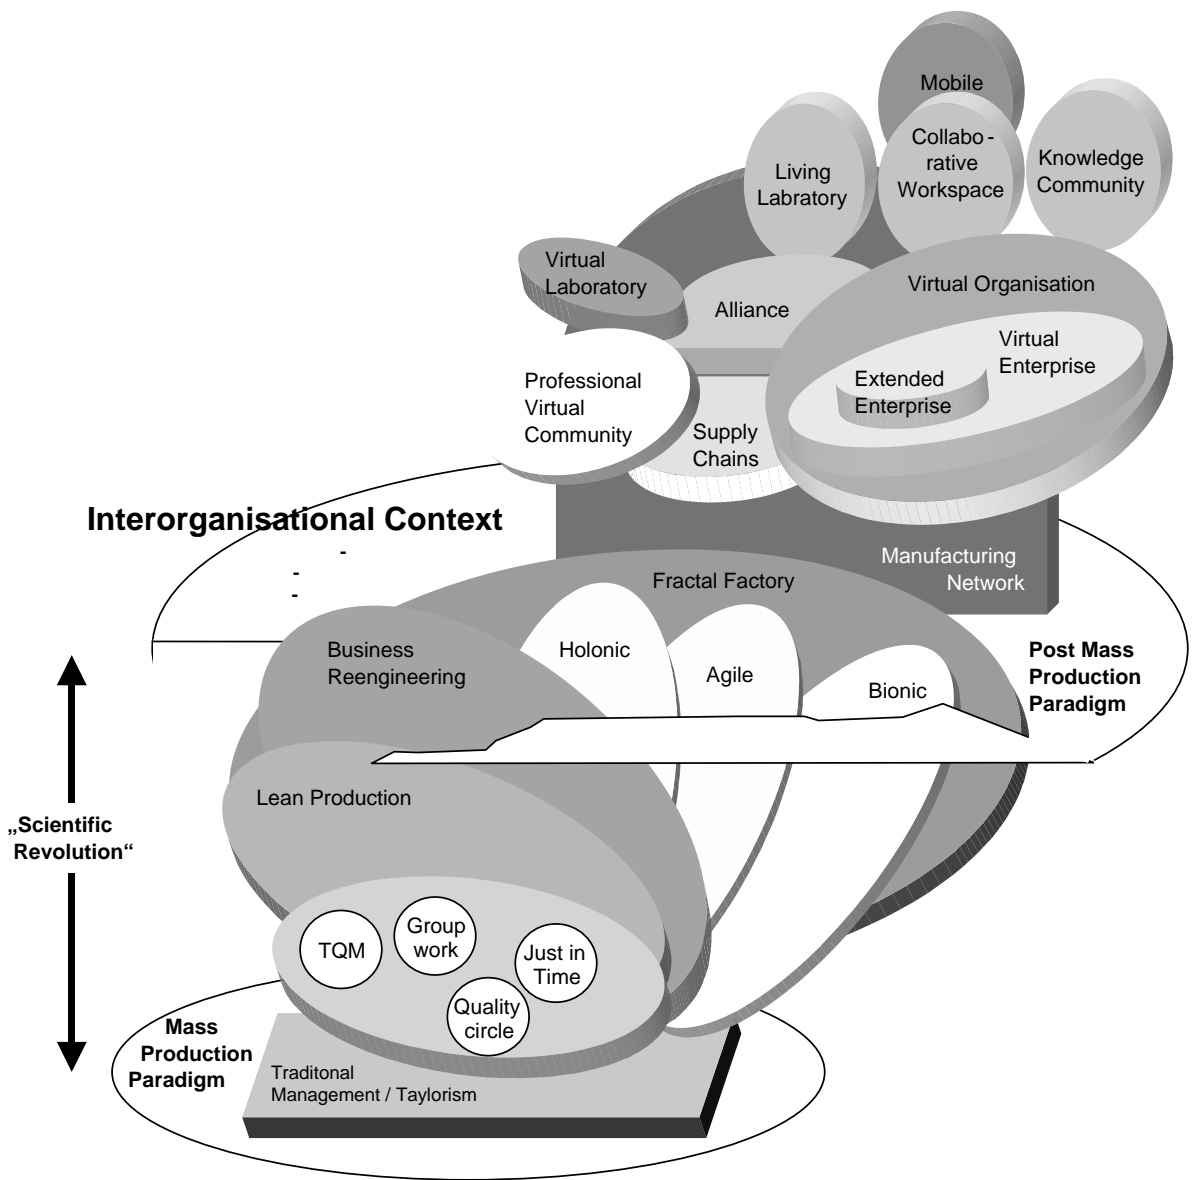 Mobile
Collabo -
rative
Workspace
Living
Labratory
Knowledge
Community
Virtual
Laboratory
Alliance
Virtual Organisation
Virtual
Enterprise
Extended
Enterprise
Professional
Virtual
Community
Supply
Chains
Interorganisational Context
-
-
-
Manufacturing
Network
Fractal Factory
Business
Reengineering
Holonic
Agile
Bionic
Post Mass
Production
Paradigm
Lean Production
„Scientific
Revolution“
TQM
Group
work
Just in
Time
Quality
circle
Mass
Production
Paradigm
Traditonal
Management / Taylorism